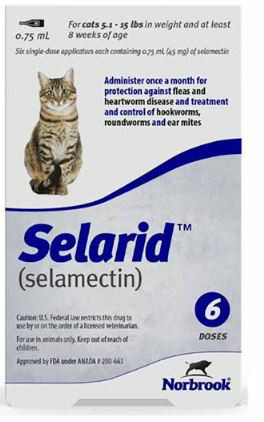 For cats 5.1 - 15 lbs in weight and at least
0.75 mL
8 weeks of age
Six single-dose applicators each containing 0.75 mL (45 mg) of selamectin
Administer once a month for
protection against fleas and
heartworm disease and treatment
and control of hookworms,
roundworms and ear mites
Selarid™
(selamectin)
Caution: U.S. Federal law restricts this drug to
use by or on the order of a licensed veterinarian.
For use in animals only. Keep out of reach of
children.
Approved by FDA under ANADA # 200-663
6
DOSES
Norbrook®